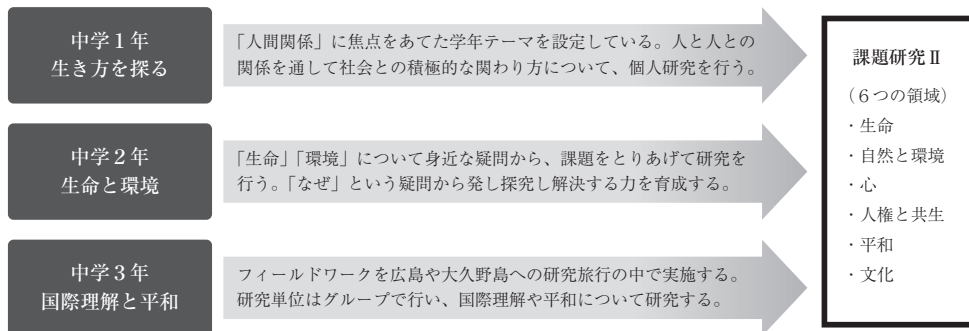 中学１年
生き方を探る
「人間関係」に焦点をあてた学年テーマを設定している。人と人との
関係を通して社会との積極的な関わり方について、個人研究を行う。
中学２年
生命と環境
「生命」「環境」について身近な疑問から、課題をとりあげて研究を
行う。「なぜ」という疑問から発し探究し解決する力を育成する。
中学３年
国際理解と平和
フィールドワークを広島や大久野島への研究旅行の中で実施する。
研究単位はグループで行い、国際理解や平和について研究する。
課題研究Ⅱ
（６つの領域）
・生命
・自然と環境
・心
・人権と共生
・平和
・文化